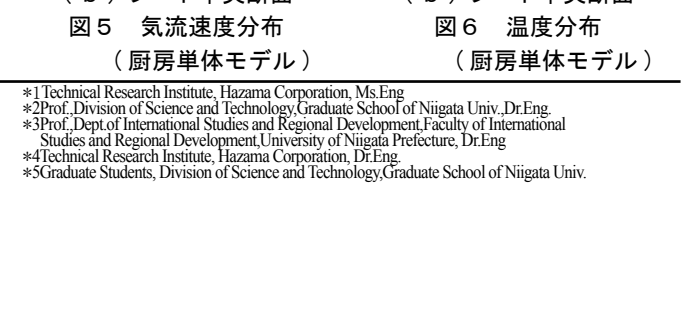 図５　気流速度分布
（厨房単体モデル）
図６　温度分布
（厨房単体モデル）
*1Technical Research Institute, Hazama Corporation, Ms.Eng
*2Prof.,Division of Science and Technology,Graduate School of Niigata Univ.,Dr.Eng.
*3Prof.,Dept.of International Studies and Regional Development,Faculty of International
Studies and Regional Development,University of Niigata Prefecture, Dr.Eng
*4Technical Research Institute, Hazama Corporation, Dr.Eng.
*5Graduate Students, Division of Science and Technology,Graduate School of Niigata Univ.